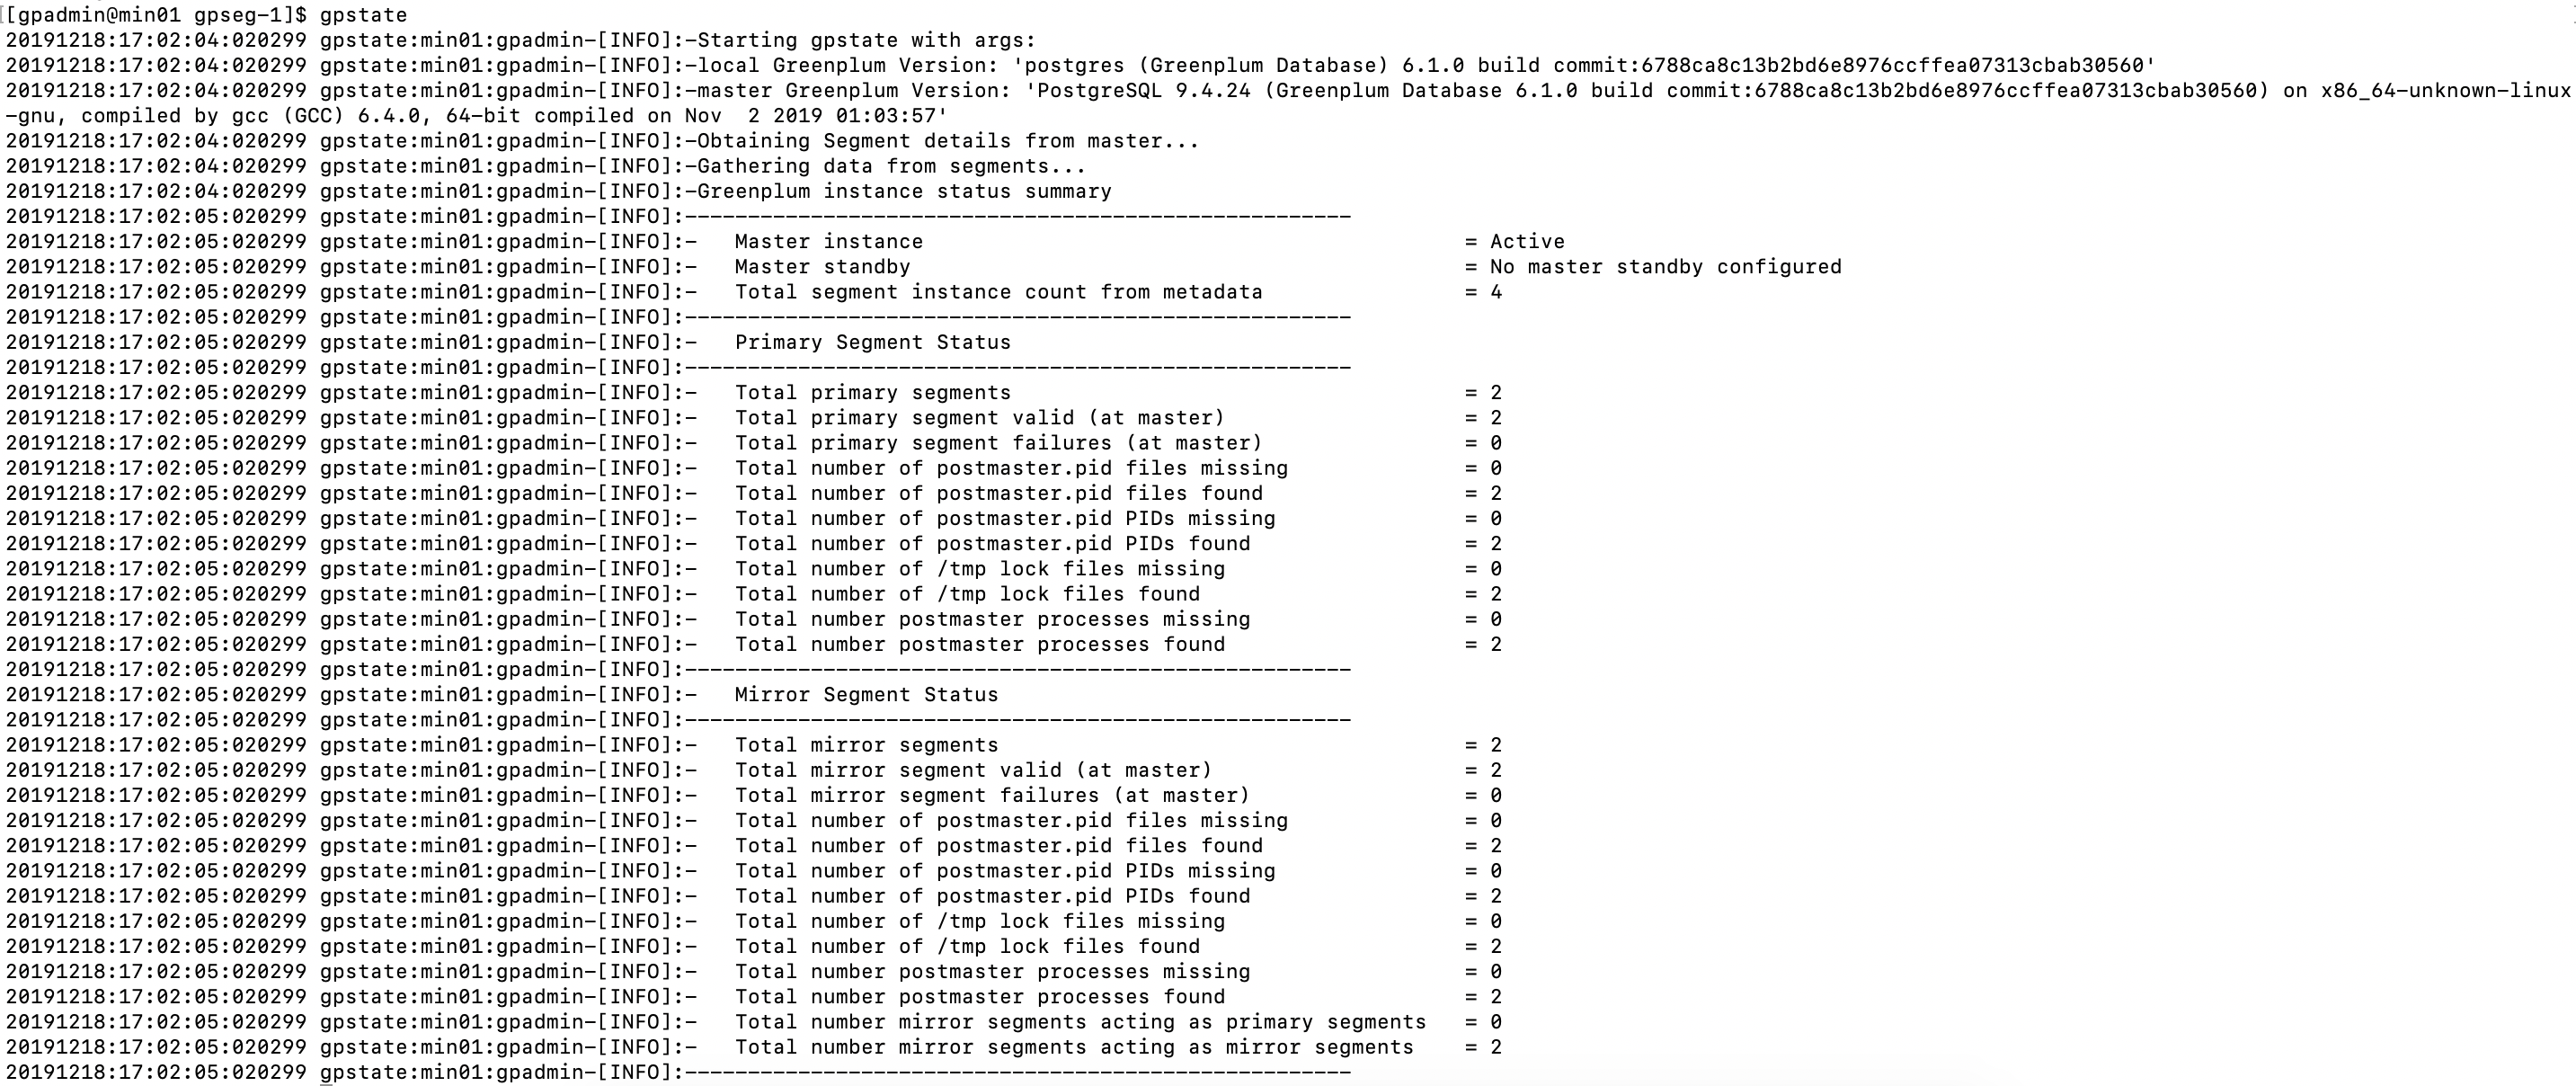 [[gpadmin@min01 gpseg-1]$ gpstate
20191218:17:02:04:020299 gpstate:min01:gpadmin-[INFO]:-Starting gpstate with args:
20191218:17:02:04:020299 gpstate:min01:gpadmin-[INFO]:-local Greenplum Version: 'postgres (Greenplum Database) 6.1.0 build commit:6788ca8c13b2bd6e8976ccffea07313cbab30560'
20191218:17:02:04:020299 gpstate:min01:gpadmin-[INFO]:-master Greenplum Version: 'PostgreSQL 9.4.24 (Greenplum Database 6.1.0 build commit:6788ca8c13b2bd6e8976ccffea07313cbab30560) on x86_64-unknown-linux
-gnu, compiled by gcc (GCC) 6.4.0, 64-bit compiled on Nov  2 2019 01:03:57'
20191218:17:02:04:020299 gpstate:min01:gpadmin-[INFO]:-Obtaining Segment details from master...
20191218:17:02:04:020299 gpstate:min01:gpadmin-[INFO]:-Gathering data from segments...
20191218:17:02:04:020299 gpstate:min01:gpadmin-[INFO]:-Greenplum instance status summary
20191218:17:02:05:020299 gpstate:min01:gpadmin-[INFO]:-----------------------------------------------------
20191218:17:02:05:020299 gpstate:min01:gpadmin-[INFO]:-   Master instance                                           = Active
20191218:17:02:05:020299 gpstate:min01:gpadmin-[INFO]:-   Master standby                                            = No master standby configured
20191218:17:02:05:020299 gpstate:min01:gpadmin-[INFO]:-   Total segment instance count from metadata                = 4
20191218:17:02:05:020299 gpstate:min01:gpadmin-[INFO]:-----------------------------------------------------
20191218:17:02:05:020299 gpstate:min01:gpadmin-[INFO]:-   Primary Segment Status
20191218:17:02:05:020299 gpstate:min01:gpadmin-[INFO]:-----------------------------------------------------
20191218:17:02:05:020299 gpstate:min01:gpadmin-[INFO]:-   Total primary segments                                    = 2
20191218:17:02:05:020299 gpstate:min01:gpadmin-[INFO]:-   Total primary segment valid (at master)                   = 2
20191218:17:02:05:020299 gpstate:min01:gpadmin-[INFO]:-   Total primary segment failures (at master)                = 0
20191218:17:02:05:020299 gpstate:min01:gpadmin-[INFO]:-   Total number of postmaster.pid files missing              = 0
20191218:17:02:05:020299 gpstate:min01:gpadmin-[INFO]:-   Total number of postmaster.pid files found                = 2
20191218:17:02:05:020299 gpstate:min01:gpadmin-[INFO]:-   Total number of postmaster.pid PIDs missing               = 0
20191218:17:02:05:020299 gpstate:min01:gpadmin-[INFO]:-   Total number of postmaster.pid PIDs found                 = 2
20191218:17:02:05:020299 gpstate:min01:gpadmin-[INFO]:-   Total number of /tmp lock files missing                   = 0
20191218:17:02:05:020299 gpstate:min01:gpadmin-[INFO]:-   Total number of /tmp lock files found                     = 2
20191218:17:02:05:020299 gpstate:min01:gpadmin-[INFO]:-   Total number postmaster processes missing                 = 0
20191218:17:02:05:020299 gpstate:min01:gpadmin-[INFO]:-   Total number postmaster processes found                   = 2
20191218:17:02:05:020299 gpstate:min01:gpadmin-[INFO]:-----------------------------------------------------
20191218:17:02:05:020299 gpstate:min01:gpadmin-[INFO]:-   Mirror Segment Status
20191218:17:02:05:020299 gpstate:min01:gpadmin-[INFO]:-----------------------------------------------------
20191218:17:02:05:020299 gpstate:min01:gpadmin-[INFO]:-   Total mirror segments                                     = 2
20191218:17:02:05:020299 gpstate:min01:gpadmin-[INFO]:-   Total mirror segment valid (at master)                    = 2
20191218:17:02:05:020299 gpstate:min01:gpadmin-[INFO]:-   Total mirror segment failures (at master)                 = 0
20191218:17:02:05:020299 gpstate:min01:gpadmin-[INFO]:-   Total number of postmaster.pid files missing              = 0
20191218:17:02:05:020299 gpstate:min01:gpadmin-[INFO]:-   Total number of postmaster.pid files found                = 2
20191218:17:02:05:020299 gpstate:min01:gpadmin-[INFO]:-   Total number of postmaster.pid PIDs missing               = 0
20191218:17:02:05:020299 gpstate:min01:gpadmin-[INFO]:-   Total number of postmaster.pid PIDs found                 = 2
20191218:17:02:05:020299 gpstate:min01:gpadmin-[INFO]:-   Total number of /tmp lock files missing                   = 0
20191218:17:02:05:020299 gpstate:min01:gpadmin-[INFO]:-   Total number of /tmp lock files found                     = 2
20191218:17:02:05:020299 gpstate:min01:gpadmin-[INFO]:-   Total number postmaster processes missing                 = 0
20191218:17:02:05:020299 gpstate:min01:gpadmin-[INFO]:-   Total number postmaster processes found                   = 2
20191218:17:02:05:020299 gpstate:min01:gpadmin-[INFO]:-   Total number mirror segments acting as primary segments   = 0
20191218:17:02:05:020299 gpstate:min01:gpadmin-[INFO]:-   Total number mirror segments acting as mirror segments    = 2
20191218:17:02:05:020299 gpstate:min01:gpadmin-[INFO]:-----------------------------------------------------